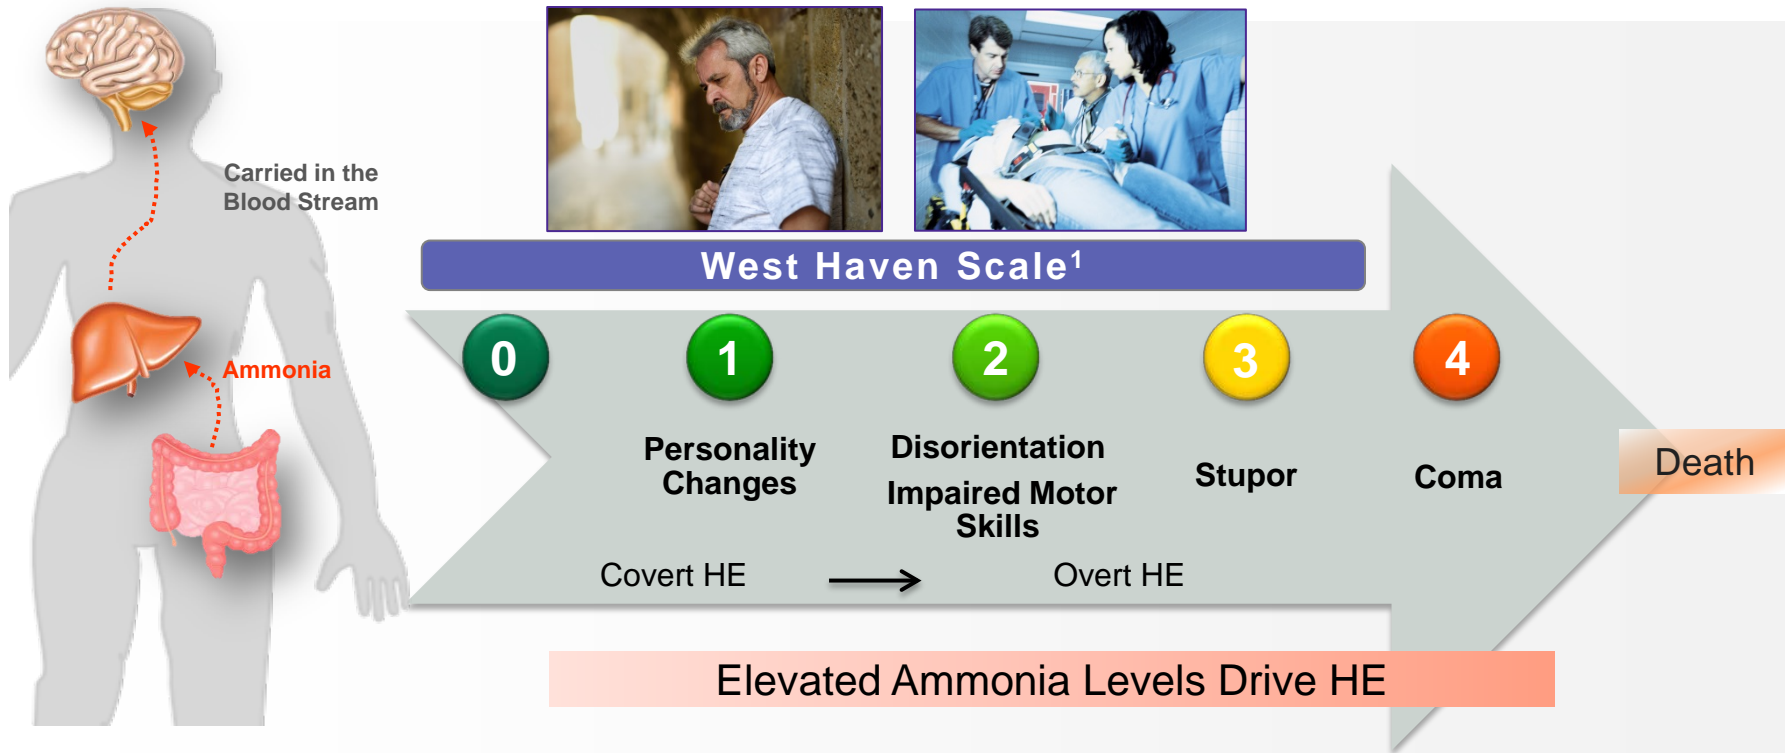 Carried in the
Blood Stream
Ammonia
West Haven Scale¹
0
1
2
3
4
Personality
Changes
Disorientation
Impaired Motor
Skills
Stupor
Coma
Death
Covert HE
Overt HE
Elevated Ammonia Levels Drive HE